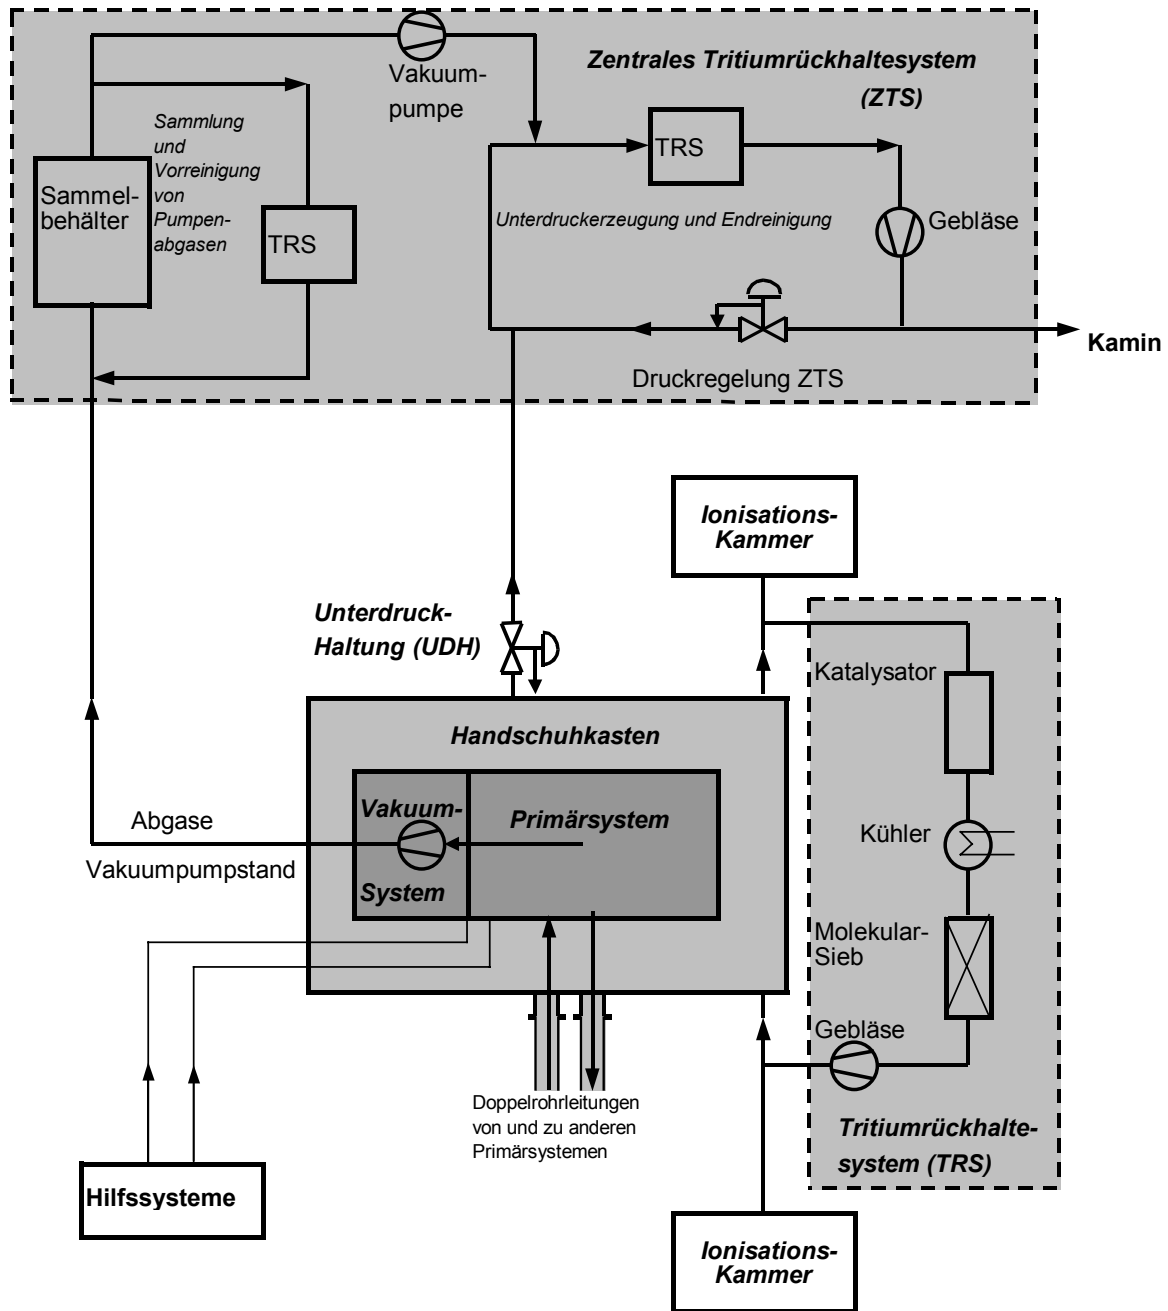 Vakuum-
pumpe
Zentrales Tritiumrückhaltesystem
(ZTS)
Sammlung
und
Vorreinigung
von
Pumpen-
abgasen
Sammel-
behälter
TRS
TRS
Unterdruckerzeugung und Endreinigung
Gebläse
Kamin
Druckregelung ZTS
Ionisations-
Kammer
Unterdruck-
Haltung (UDH)
Katalysator
Handschuhkasten
Vakuum-
System
Primärsystem
Abgase
Vakuumpumpstand
Kühler
Molekular-
Sieb
Gebläse
Doppelrohrleitungen
von und zu anderen
Primärsystemen
Tritiumrückhalte-
system (TRS)
Hilfssysteme
Ionisations-
Kammer